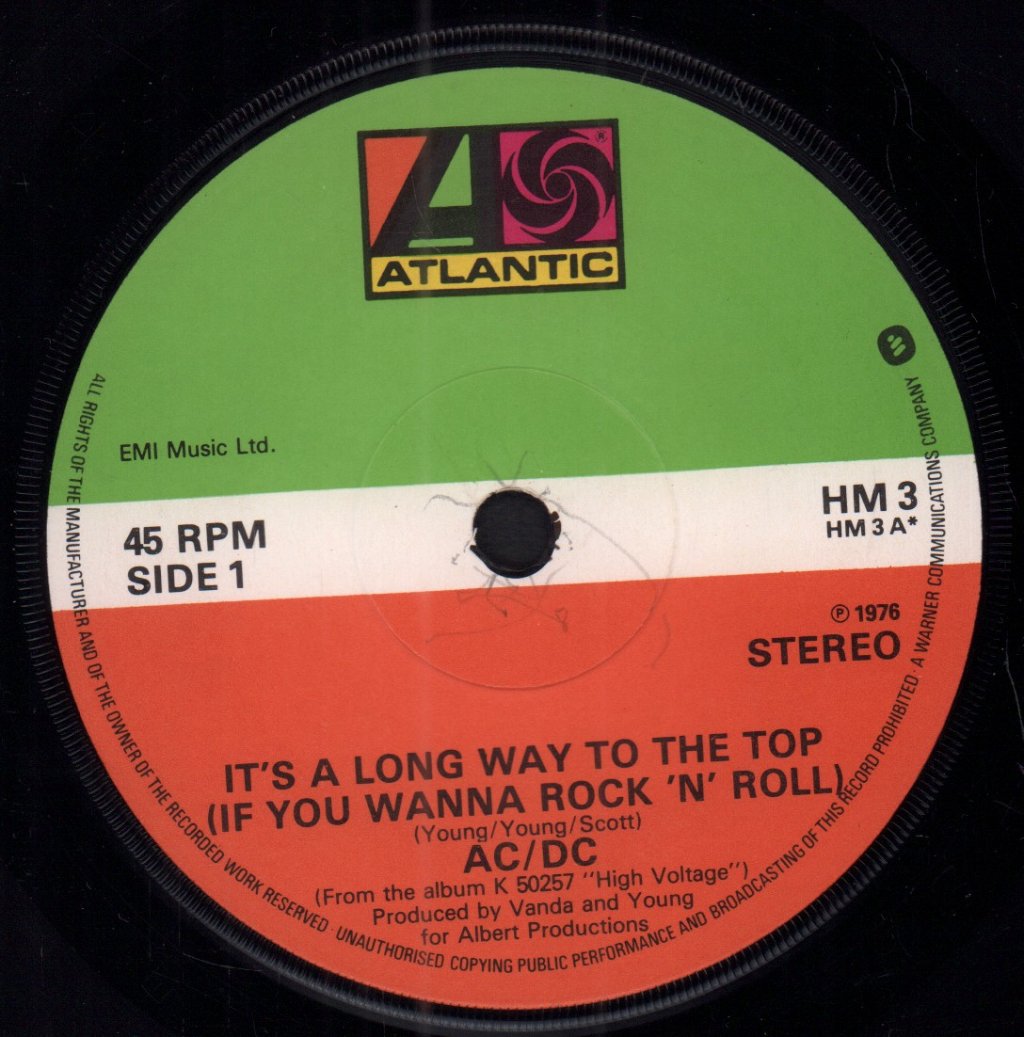 A
®
ATLANTIC
EMI Music Ltd.
45 RPM
SIDE 1
HM 3
HM 3 A*
℗ 1976
STEREO
IT'S A LONG WAY TO THE TOP
(IF YOU WANNA ROCK 'N' ROLL)
(Young/Young/Scott)
AC/DC
(From the album K 50257 "High Voltage")
Produced by Vanda and Young
for Albert Productions
ALL RIGHTS OF THE MANUFACTURER AND OF THE OWNER OF THE RECORDED WORK RESERVED · UNAUTHORISED COPYING PUBLIC PERFORMANCE AND BROADCASTING OF THIS RECORD PROHIBITED · A WARNER COMMUNICATIONS COMPANY